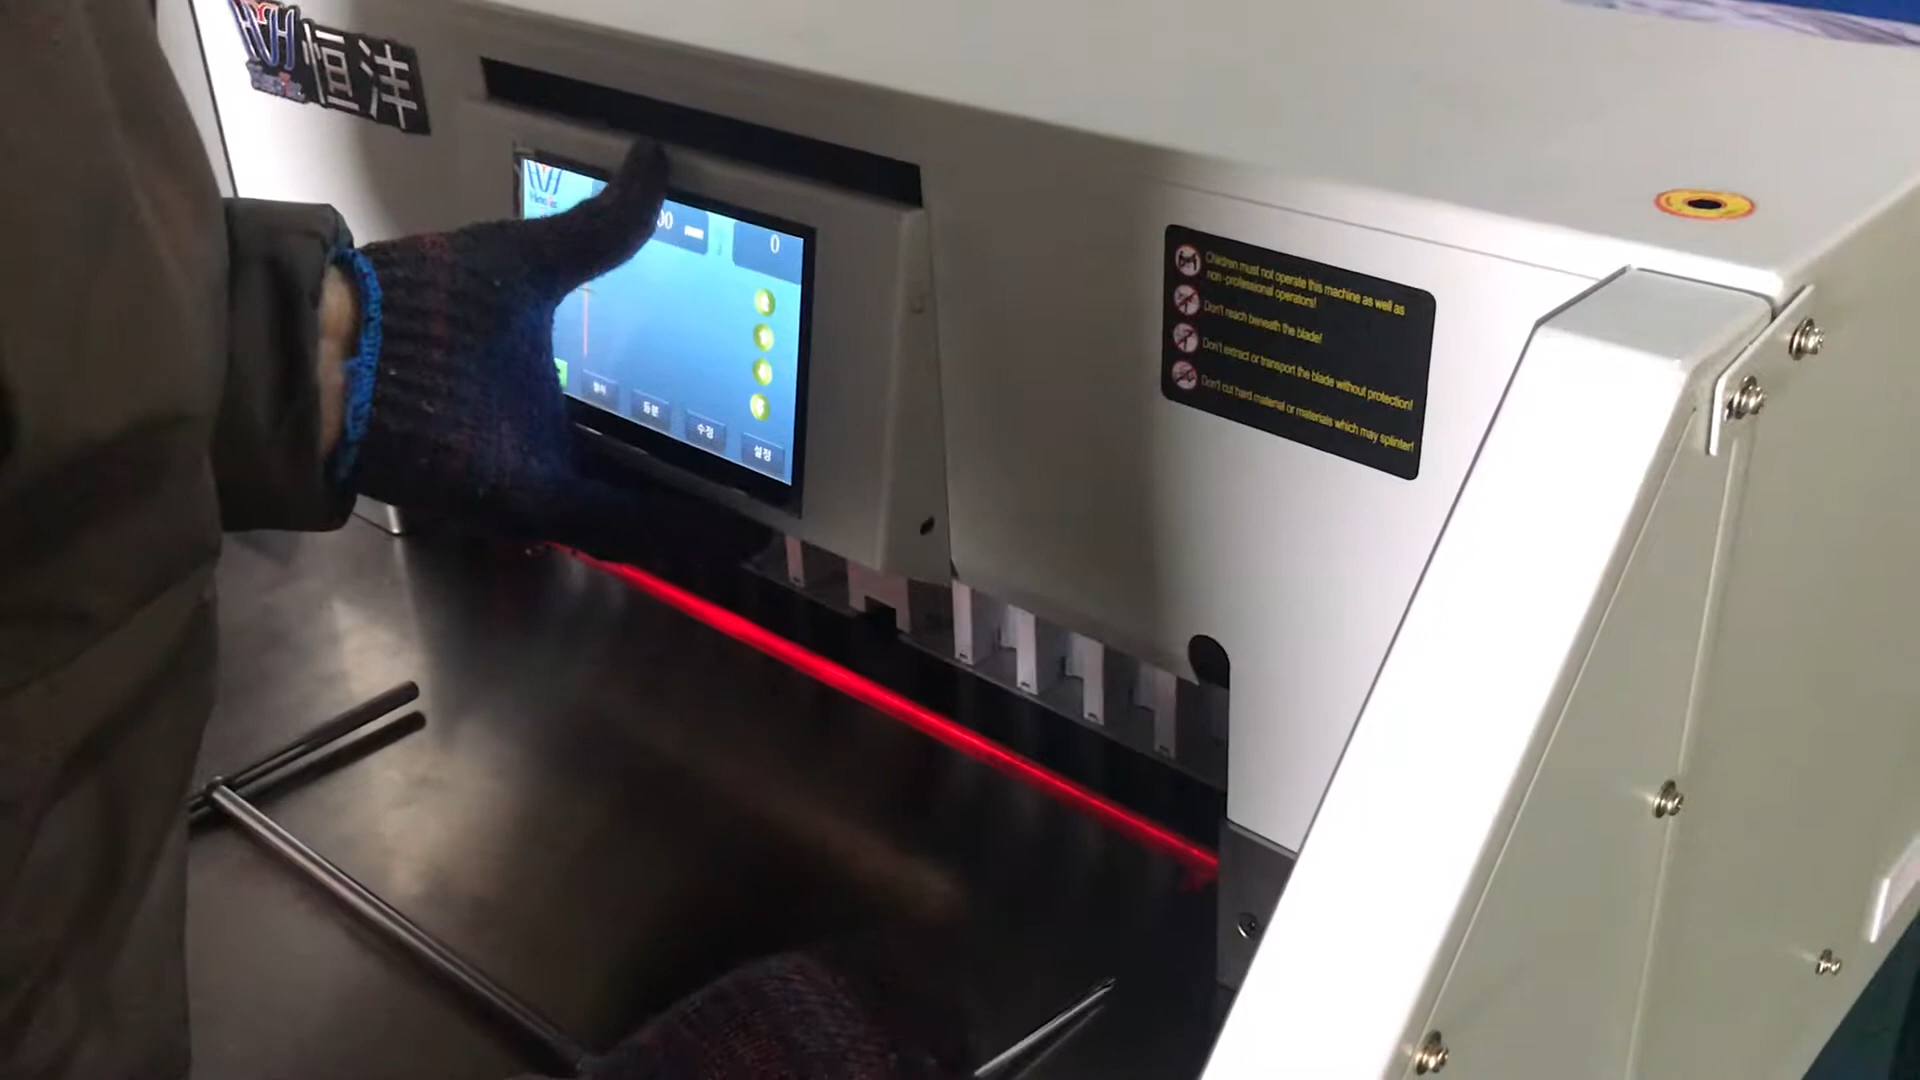 恒沣
00
0
등분
수정
설정
Children must not operate this machine as well as
non-professional operators!
Don't reach beneath the blade!
Don't extract or transport the blade without protection!
Don't cut hard material or materials which may splinter!